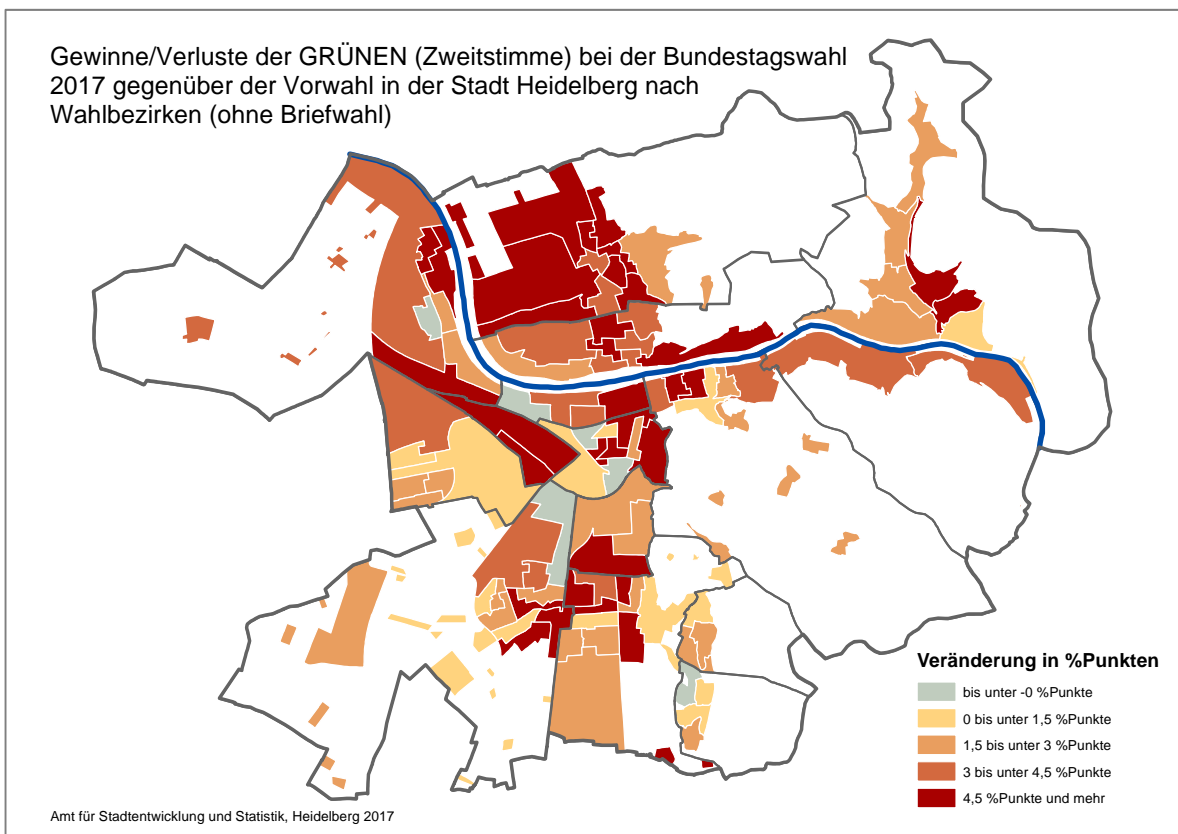 Gewinne/Verluste der GRÜNEN (Zweitstimme) bei der Bundestagswahl
2017 gegenüber der Vorwahl in der Stadt Heidelberg nach
Wahlbezirken (ohne Briefwahl)
Veränderung in %Punkten
bis unter -0 %Punkte
0 bis unter 1,5 %Punkte
1,5 bis unter 3 %Punkte
3 bis unter 4,5 %Punkte
4,5 %Punkte und mehr
Amt für Stadtentwicklung und Statistik, Heidelberg 2017